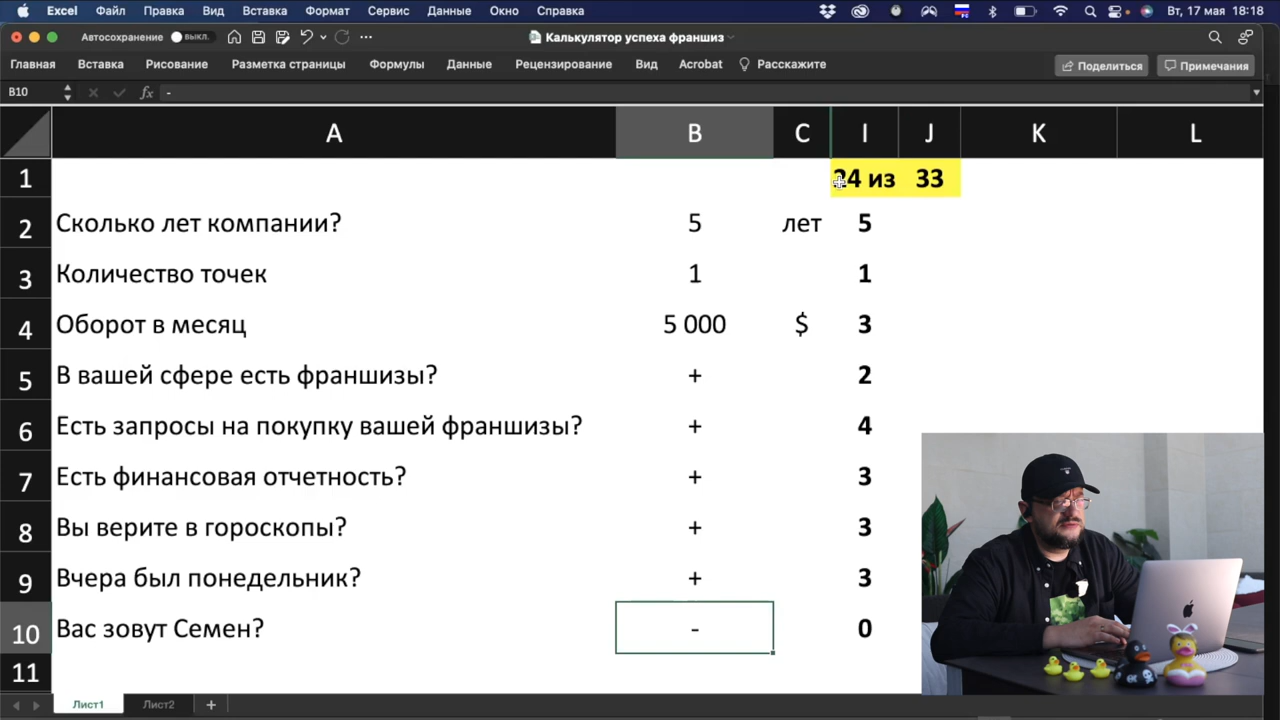 Excel Файл Правка Вид Вставка Формат Сервис Данные Окно Справка Вт, 17 мая 18:18
Автосохранение ВЫКЛ. Калькулятор успеха франшиз
Главная Вставка Рисование Разметка страницы Формулы Данные Рецензирование Вид Acrobat Расскажите Поделиться Примечания
B10 fx -
A B C I J K L
1 24 из 33
2 Сколько лет компании? 5 лет 5
3 Количество точек 1 1
4 Оборот в месяц 5 000 $ 3
5 В вашей сфере есть франшизы? + 2
6 Есть запросы на покупку вашей франшизы? + 4
7 Есть финансовая отчетность? + 3
8 Вы верите в гороскопы? + 3
9 Вчера был понедельник? + 3
10 Вас зовут Семен? - 0
11
Лист1 Лист2 +